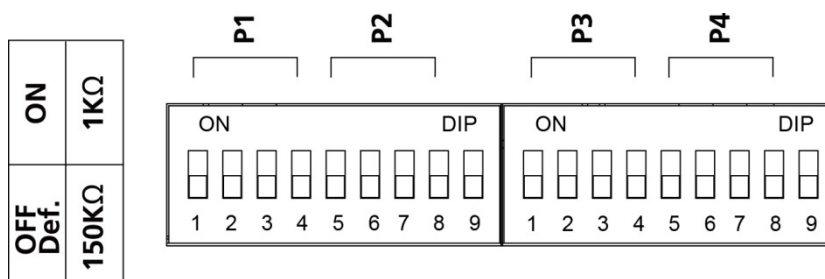 P1 P2 P3 P4
ON 1KΩ
OFF Def. 150KΩ
ON DIP ON DIP
1 2 3 4 5 6 7 8 9 1 2 3 4 5 6 7 8 9